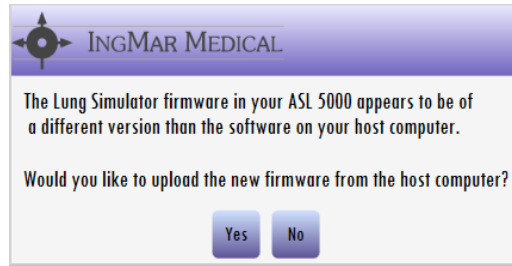 INGMAR MEDICAL
The Lung Simulator firmware in your ASL 5000 appears to be of
a different version than the software on your host computer.
Would you like to upload the new firmware from the host computer?
Yes No